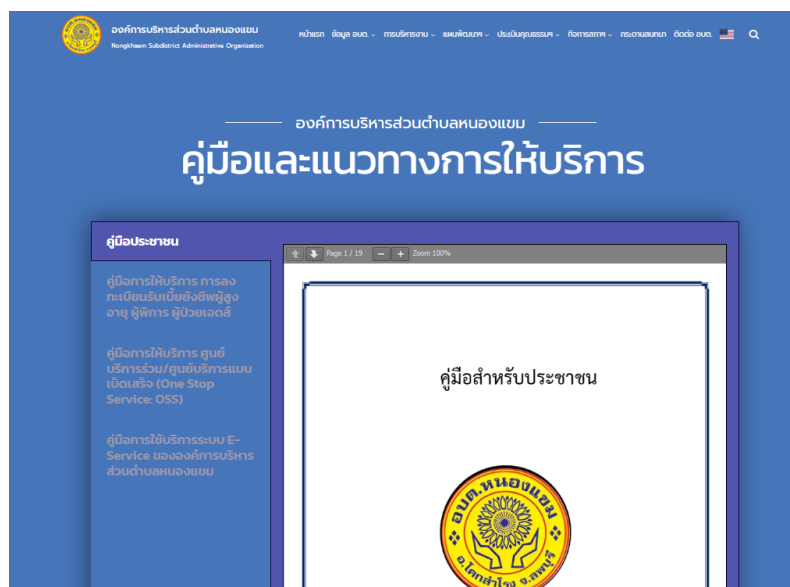 องค์การบริหารส่วนตำบลหนองแขม
Nongkhaem Subdistrict Administrative Organization
หน้าแรก ข้อมูล อบต. การบริหารงาน แผนพัฒนาฯ ประเมินคุณธรรมฯ กิจการสภาฯ กระดานสนทนา ติดต่อ อบต.
องค์การบริหารส่วนตำบลหนองแขม
คู่มือและแนวทางการให้บริการ
คู่มือประชาชน
คู่มือการให้บริการ การลง
ทะเบียนรับเบี้ยยังชีพผู้สูง
อายุ ผู้พิการ ผู้ป่วยเอดส์
คู่มือการให้บริการ ศูนย์
บริการร่วม/ศูนย์บริการแบบ
เบ็ดเสร็จ (One Stop
Service: OSS)
คู่มือการใช้บริการระบบ E-
Service ขององค์การบริหาร
ส่วนตำบลหนองแขม
Page 1 / 19 Zoom 100%
คู่มือสำหรับประชาชน
อบต.หนองแขม
อ.โคกสำโรง จ.ลพบุรี